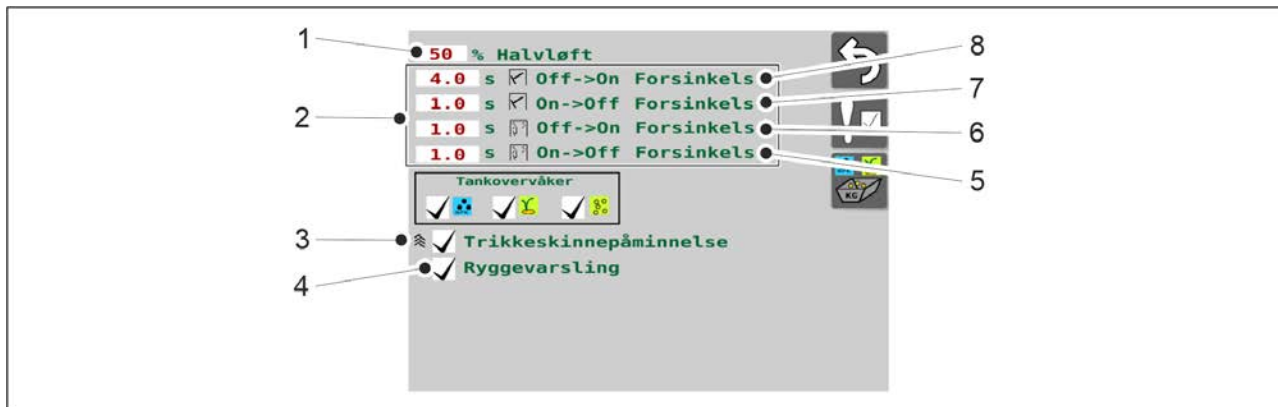 1
50 % Halvløft
8
4.0 s Off->On Forsinkels
7
1.0 s On->Off Forsinkels
2
1.0 s Off->On Forsinkels
6
1.0 s On->Off Forsinkels
5
KG
Tankovervåker
3
Trikkeskinnepåminnelse
Ryggevarsling
4